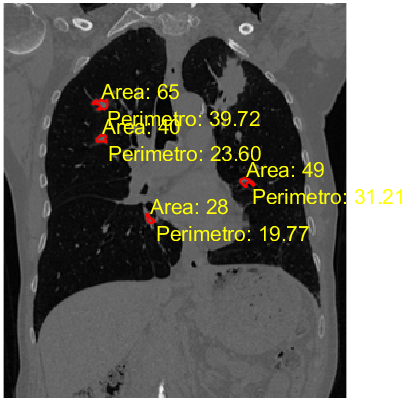 Area: 65
Perimetro: 39.72
Area: 40
Perimetro: 23.60
Area: 49
Perimetro: 31.21
Area: 28
Perimetro: 19.77